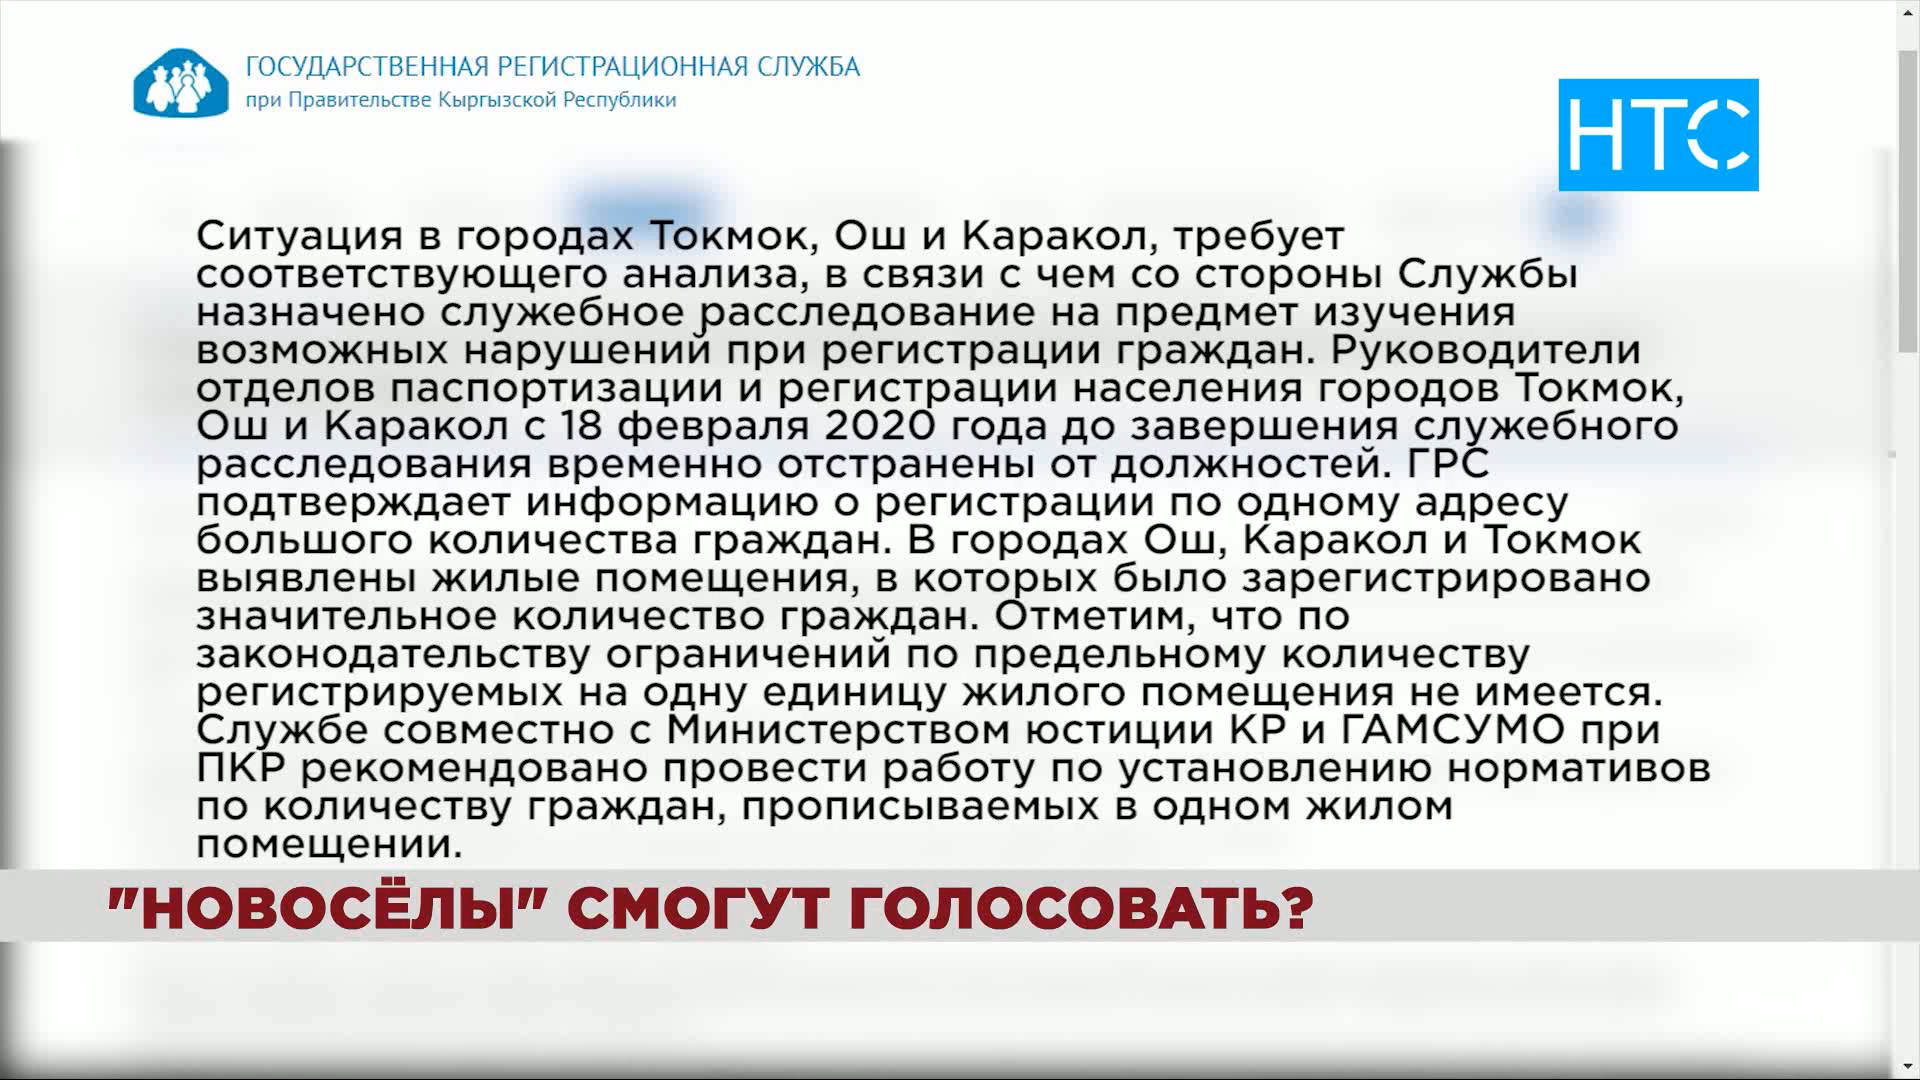 ГОСУДАРСТВЕННАЯ РЕГИСТРАЦИОННАЯ СЛУЖБА
при Правительстве Кыргызской Республики
НТС
Ситуация в городах Токмок, Ош и Каракол, требует
соответствующего анализа, в связи с чем со стороны Службы
назначено служебное расследование на предмет изучения
возможных нарушений при регистрации граждан. Руководители
отделов паспортизации и регистрации населения городов Токмок,
Ош и Каракол с 18 февраля 2020 года до завершения служебного
расследования временно отстранены от должностей. ГРС
подтверждает информацию о регистрации по одному адресу
большого количества граждан. В городах Ош, Каракол и Токмок
выявлены жилые помещения, в которых было зарегистрировано
значительное количество граждан. Отметим, что по
законодательству ограничений по предельному количеству
регистрируемых на одну единицу жилого помещения не имеется.
Службе совместно с Министерством юстиции КР и ГАМСУМО при
ПКР рекомендовано провести работу по установлению нормативов
по количеству граждан, прописываемых в одном жилом
помещении.
"НОВОСЁЛЫ" СМОГУТ ГОЛОСОВАТЬ?